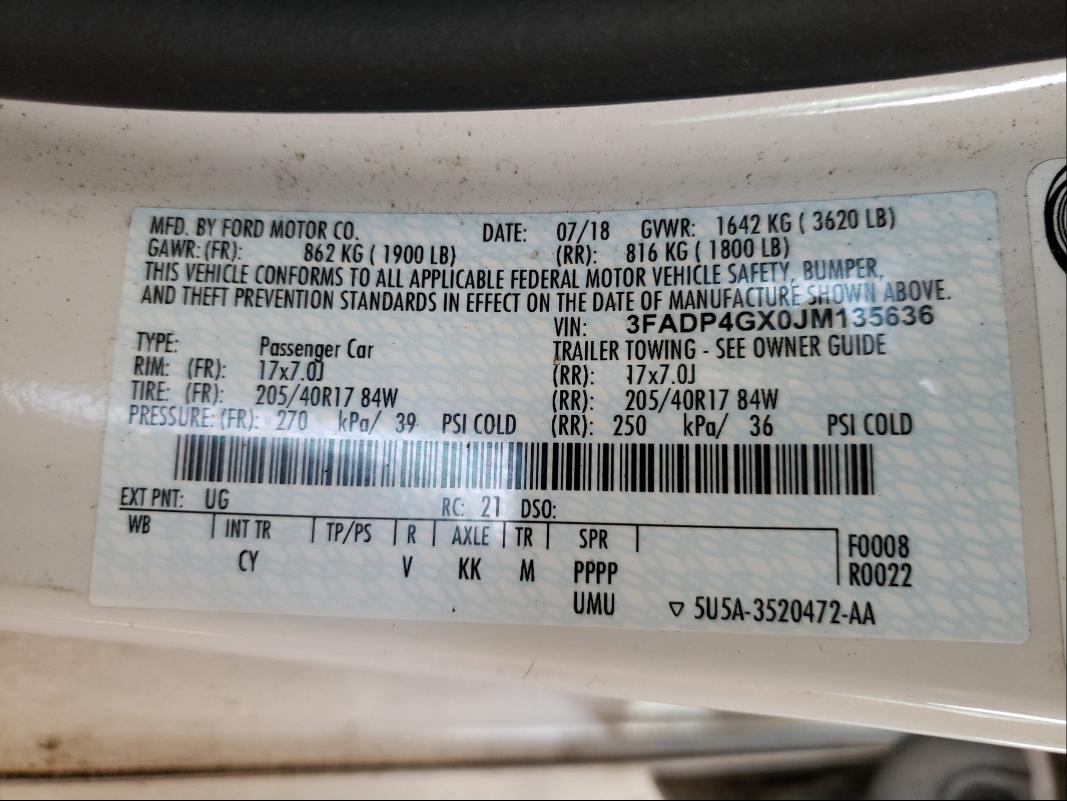 MFD. BY FORD MOTOR CO. DATE: 07/18 GVWR: 1642 KG ( 3620 LB)
GAWR: (FR): 862 KG ( 1900 LB) (RR): 816 KG ( 1800 LB)
THIS VEHICLE CONFORMS TO ALL APPLICABLE FEDERAL MOTOR VEHICLE SAFETY, BUMPER,
AND THEFT PREVENTION STANDARDS IN EFFECT ON THE DATE OF MANUFACTURE SHOWN ABOVE.
VIN: 3FADP4GX0JM135636
TYPE: Passenger Car TRAILER TOWING - SEE OWNER GUIDE
RIM: (FR): 17x7.0J (RR): 17x7.0J
TIRE: (FR): 205/40R17 84W (RR): 205/40R17 84W
PRESSURE: (FR): 270 kPa/ 39 PSI COLD (RR): 250 kPa/ 36 PSI COLD
EXT PNT: UG RC: 21 DSO:
WB INT TR TP/PS R AXLE TR SPR F0008
CY V KK M PPPP R0022
UMU ▽ 5U5A-3520472-AA